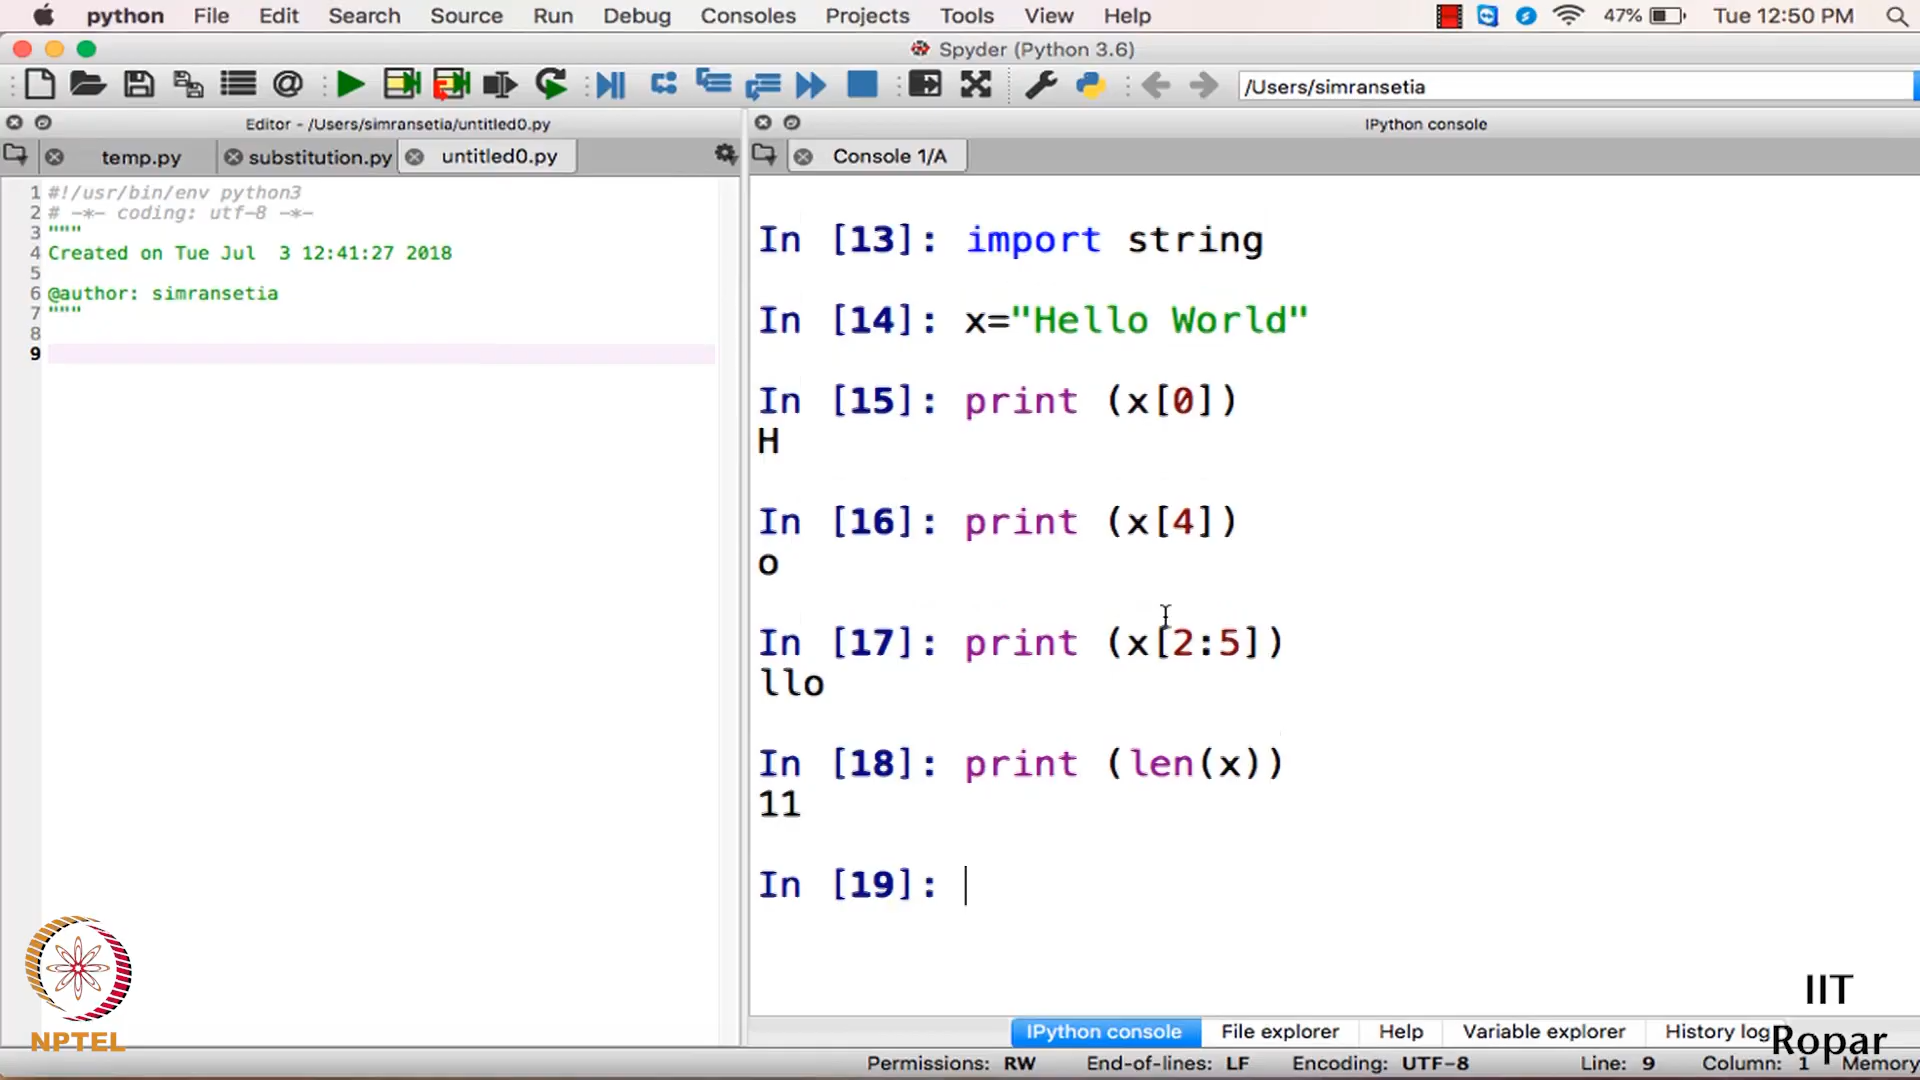 python File Edit Search Source Run Debug Consoles Projects Tools View Help 47% Tue 12:50 PM
Spyder (Python 3.6)
/Users/simransetia
Editor - /Users/simransetia/untitled0.py
IPython console
temp.py substitution.py untitled0.py
Console 1/A
1 #!/usr/bin/env python3
2 # -*- coding: utf-8 -*-
3 """
4 Created on Tue Jul  3 12:41:27 2018
5
6 @author: simransetia
7 """
8
9
In [13]: import string
In [14]: x="Hello World"
In [15]: print (x[0])
H
In [16]: print (x[4])
o
In [17]: print (x[2:5])
llo
In [18]: print (len(x))
11
In [19]:
NPTEL
IIT
Ropar
IPython console File explorer Help Variable explorer History log
Permissions: RW End-of-lines: LF Encoding: UTF-8 Line: 9 Column: 1 Memory